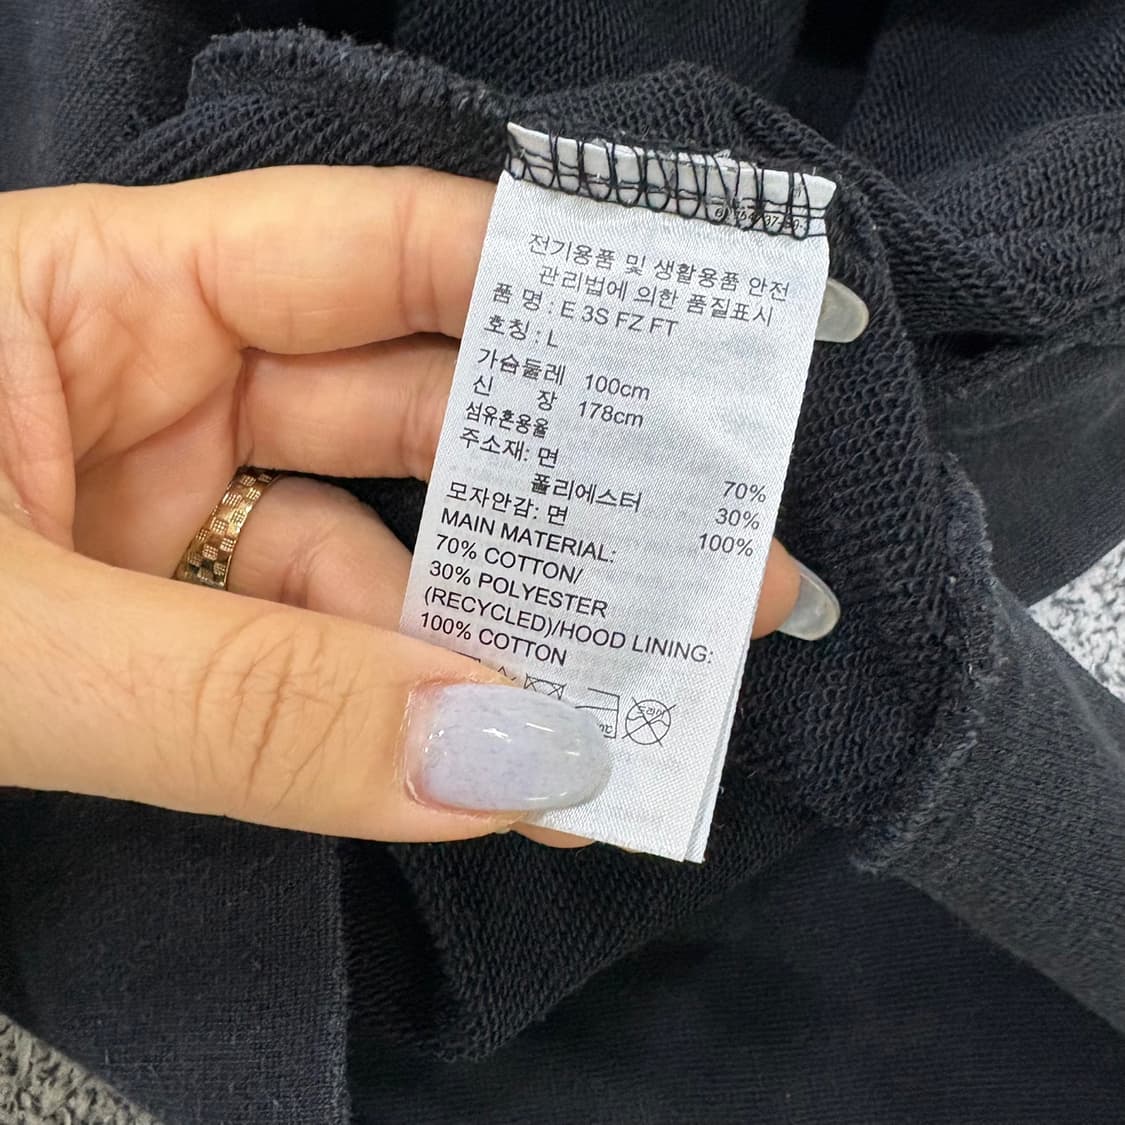 전기용품 및 생활용품 안전
관리법에 의한 품질표시
품 명 : E 3S FZ FT
호칭 : L
가슴둘레 100cm
신 장 178cm
섬유혼용율
주소재: 면 70%
폴리에스터 30%
모자안감: 면 100%
MAIN MATERIAL:
70% COTTON/
30% POLYESTER
(RECYCLED)/HOOD LINING:
100% COTTON
드라이